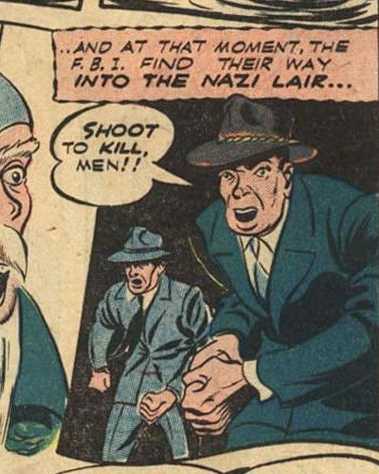 ..AND AT THAT MOMENT, THE
F.B.I. FIND THEIR WAY
INTO THE NAZI LAIR...
SHOOT
TO KILL,
MEN!!